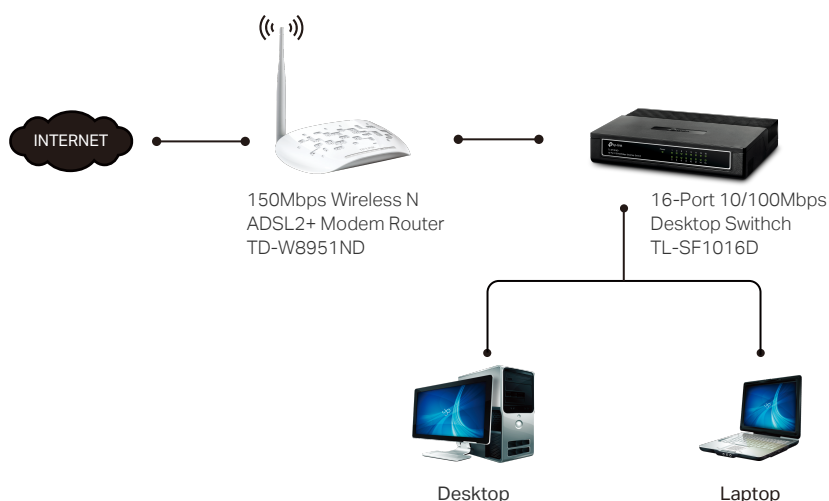 INTERNET
150Mbps Wireless N
ADSL2+ Modem Router
TD-W8951ND
16-Port 10/100Mbps
Desktop Swithch
TL-SF1016D
Desktop
Laptop